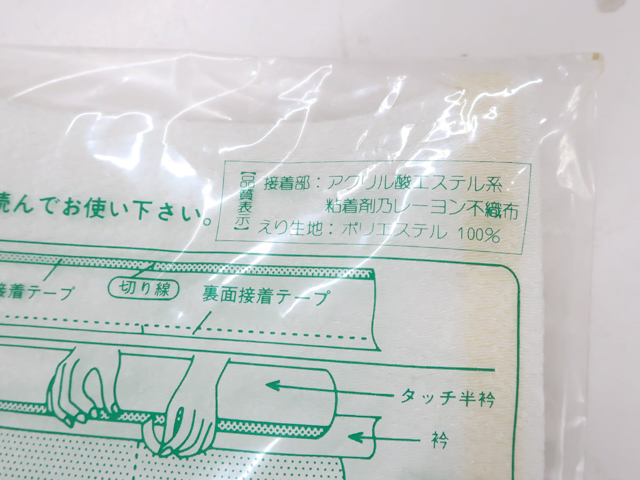 【品質表示】
接着部：アクリル酸エステル系
粘着剤乃レーヨン不織布
えり生地：ポリエステル 100%
読んでお使い下さい。
接着テープ
切り線
裏面接着テープ
タッチ半衿
衿